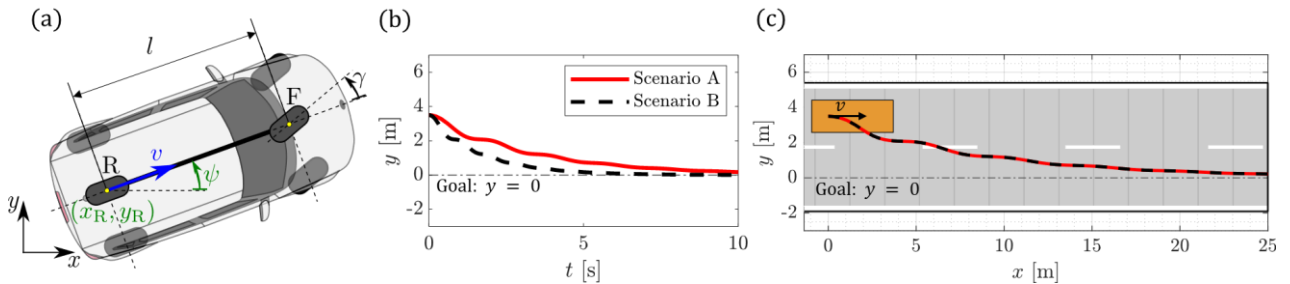 (a)
l
F
γ
R
v
ψ
(x_R, y_R)
y
x
(b)
6
4
2
0
-2
y [m]
Scenario A
Scenario B
Goal: y = 0
0
5
10
t [s]
(c)
6
4
2
0
-2
y [m]
v
Goal: y = 0
0
5
10
15
20
25
x [m]